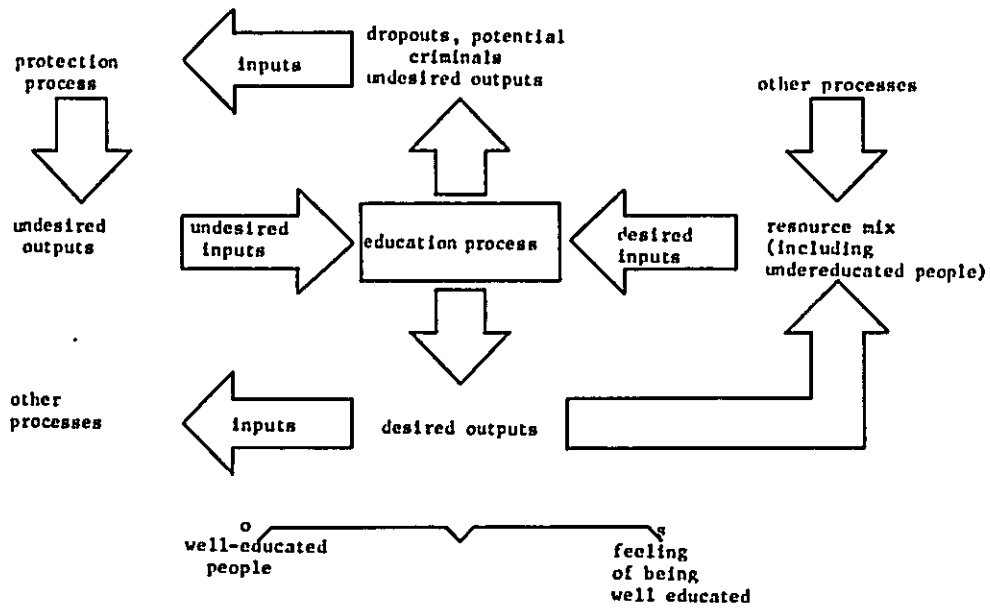 dropouts, potential
criminals
undesired outputs
inputs
protection
process
other processes
undesired
outputs
undesired
inputs
education process
desired
inputs
resource mix
(including
undereducated people)
other
processes
inputs
desired outputs
o
s
well-educated
people
feeling
of being
well educated